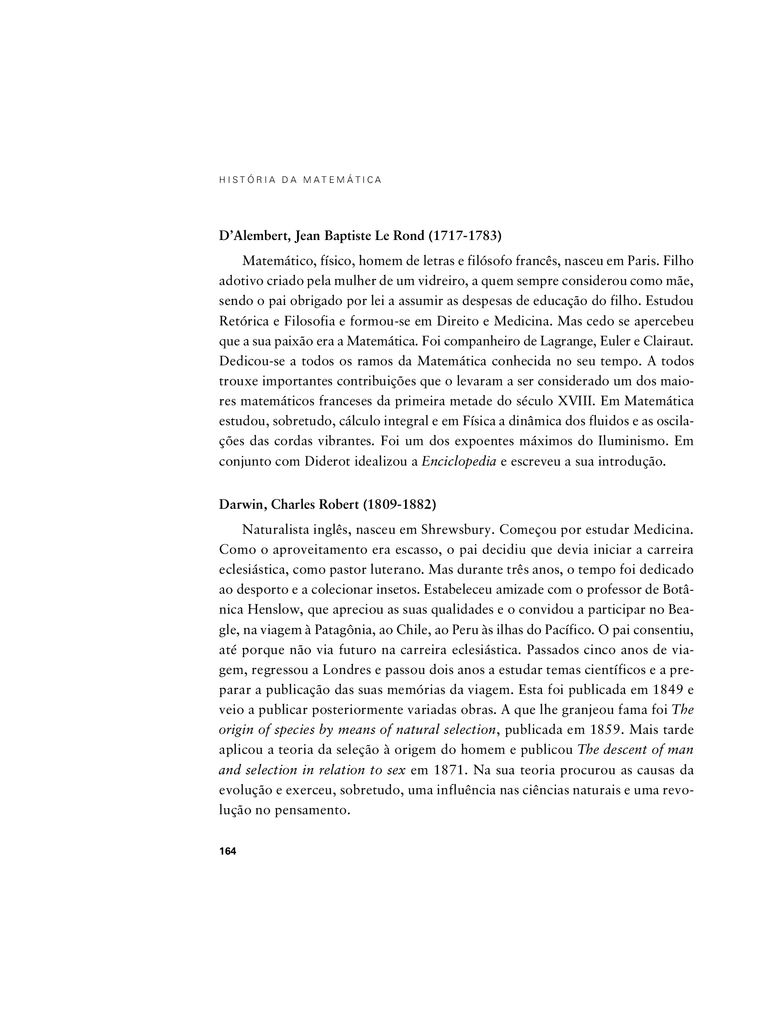 HISTÓRIA DA MATEMÁTICA
D’Alembert, Jean Baptiste Le Rond (1717-1783)
Matemático, físico, homem de letras e filósofo francês, nasceu em Paris. Filho
adotivo criado pela mulher de um vidreiro, a quem sempre considerou como mãe,
sendo o pai obrigado por lei a assumir as despesas de educação do filho. Estudou
Retórica e Filosofia e formou-se em Direito e Medicina. Mas cedo se apercebeu
que a sua paixão era a Matemática. Foi companheiro de Lagrange, Euler e Clairaut.
Dedicou-se a todos os ramos da Matemática conhecida no seu tempo. A todos
trouxe importantes contribuições que o levaram a ser considerado um dos maio-
res matemáticos franceses da primeira metade do século XVIII. Em Matemática
estudou, sobretudo, cálculo integral e em Física a dinâmica dos fluidos e as oscila-
ções das cordas vibrantes. Foi um dos expoentes máximos do Iluminismo. Em
conjunto com Diderot idealizou a Enciclopedia e escreveu a sua introdução.
Darwin, Charles Robert (1809-1882)
Naturalista inglês, nasceu em Shrewsbury. Começou por estudar Medicina.
Como o aproveitamento era escasso, o pai decidiu que devia iniciar a carreira
eclesiástica, como pastor luterano. Mas durante três anos, o tempo foi dedicado
ao desporto e a colecionar insetos. Estabeleceu amizade com o professor de Botâ-
nica Henslow, que apreciou as suas qualidades e o convidou a participar no Bea-
gle, na viagem à Patagônia, ao Chile, ao Peru às ilhas do Pacífico. O pai consentiu,
até porque não via futuro na carreira eclesiástica. Passados cinco anos de via-
gem, regressou a Londres e passou dois anos a estudar temas científicos e a pre-
parar a publicação das suas memórias da viagem. Esta foi publicada em 1849 e
veio a publicar posteriormente variadas obras. A que lhe granjeou fama foi The
origin of species by means of natural selection, publicada em 1859. Mais tarde
aplicou a teoria da seleção à origem do homem e publicou The descent of man
and selection in relation to sex em 1871. Na sua teoria procurou as causas da
evolução e exerceu, sobretudo, uma influência nas ciências naturais e uma revo-
lução no pensamento.
164